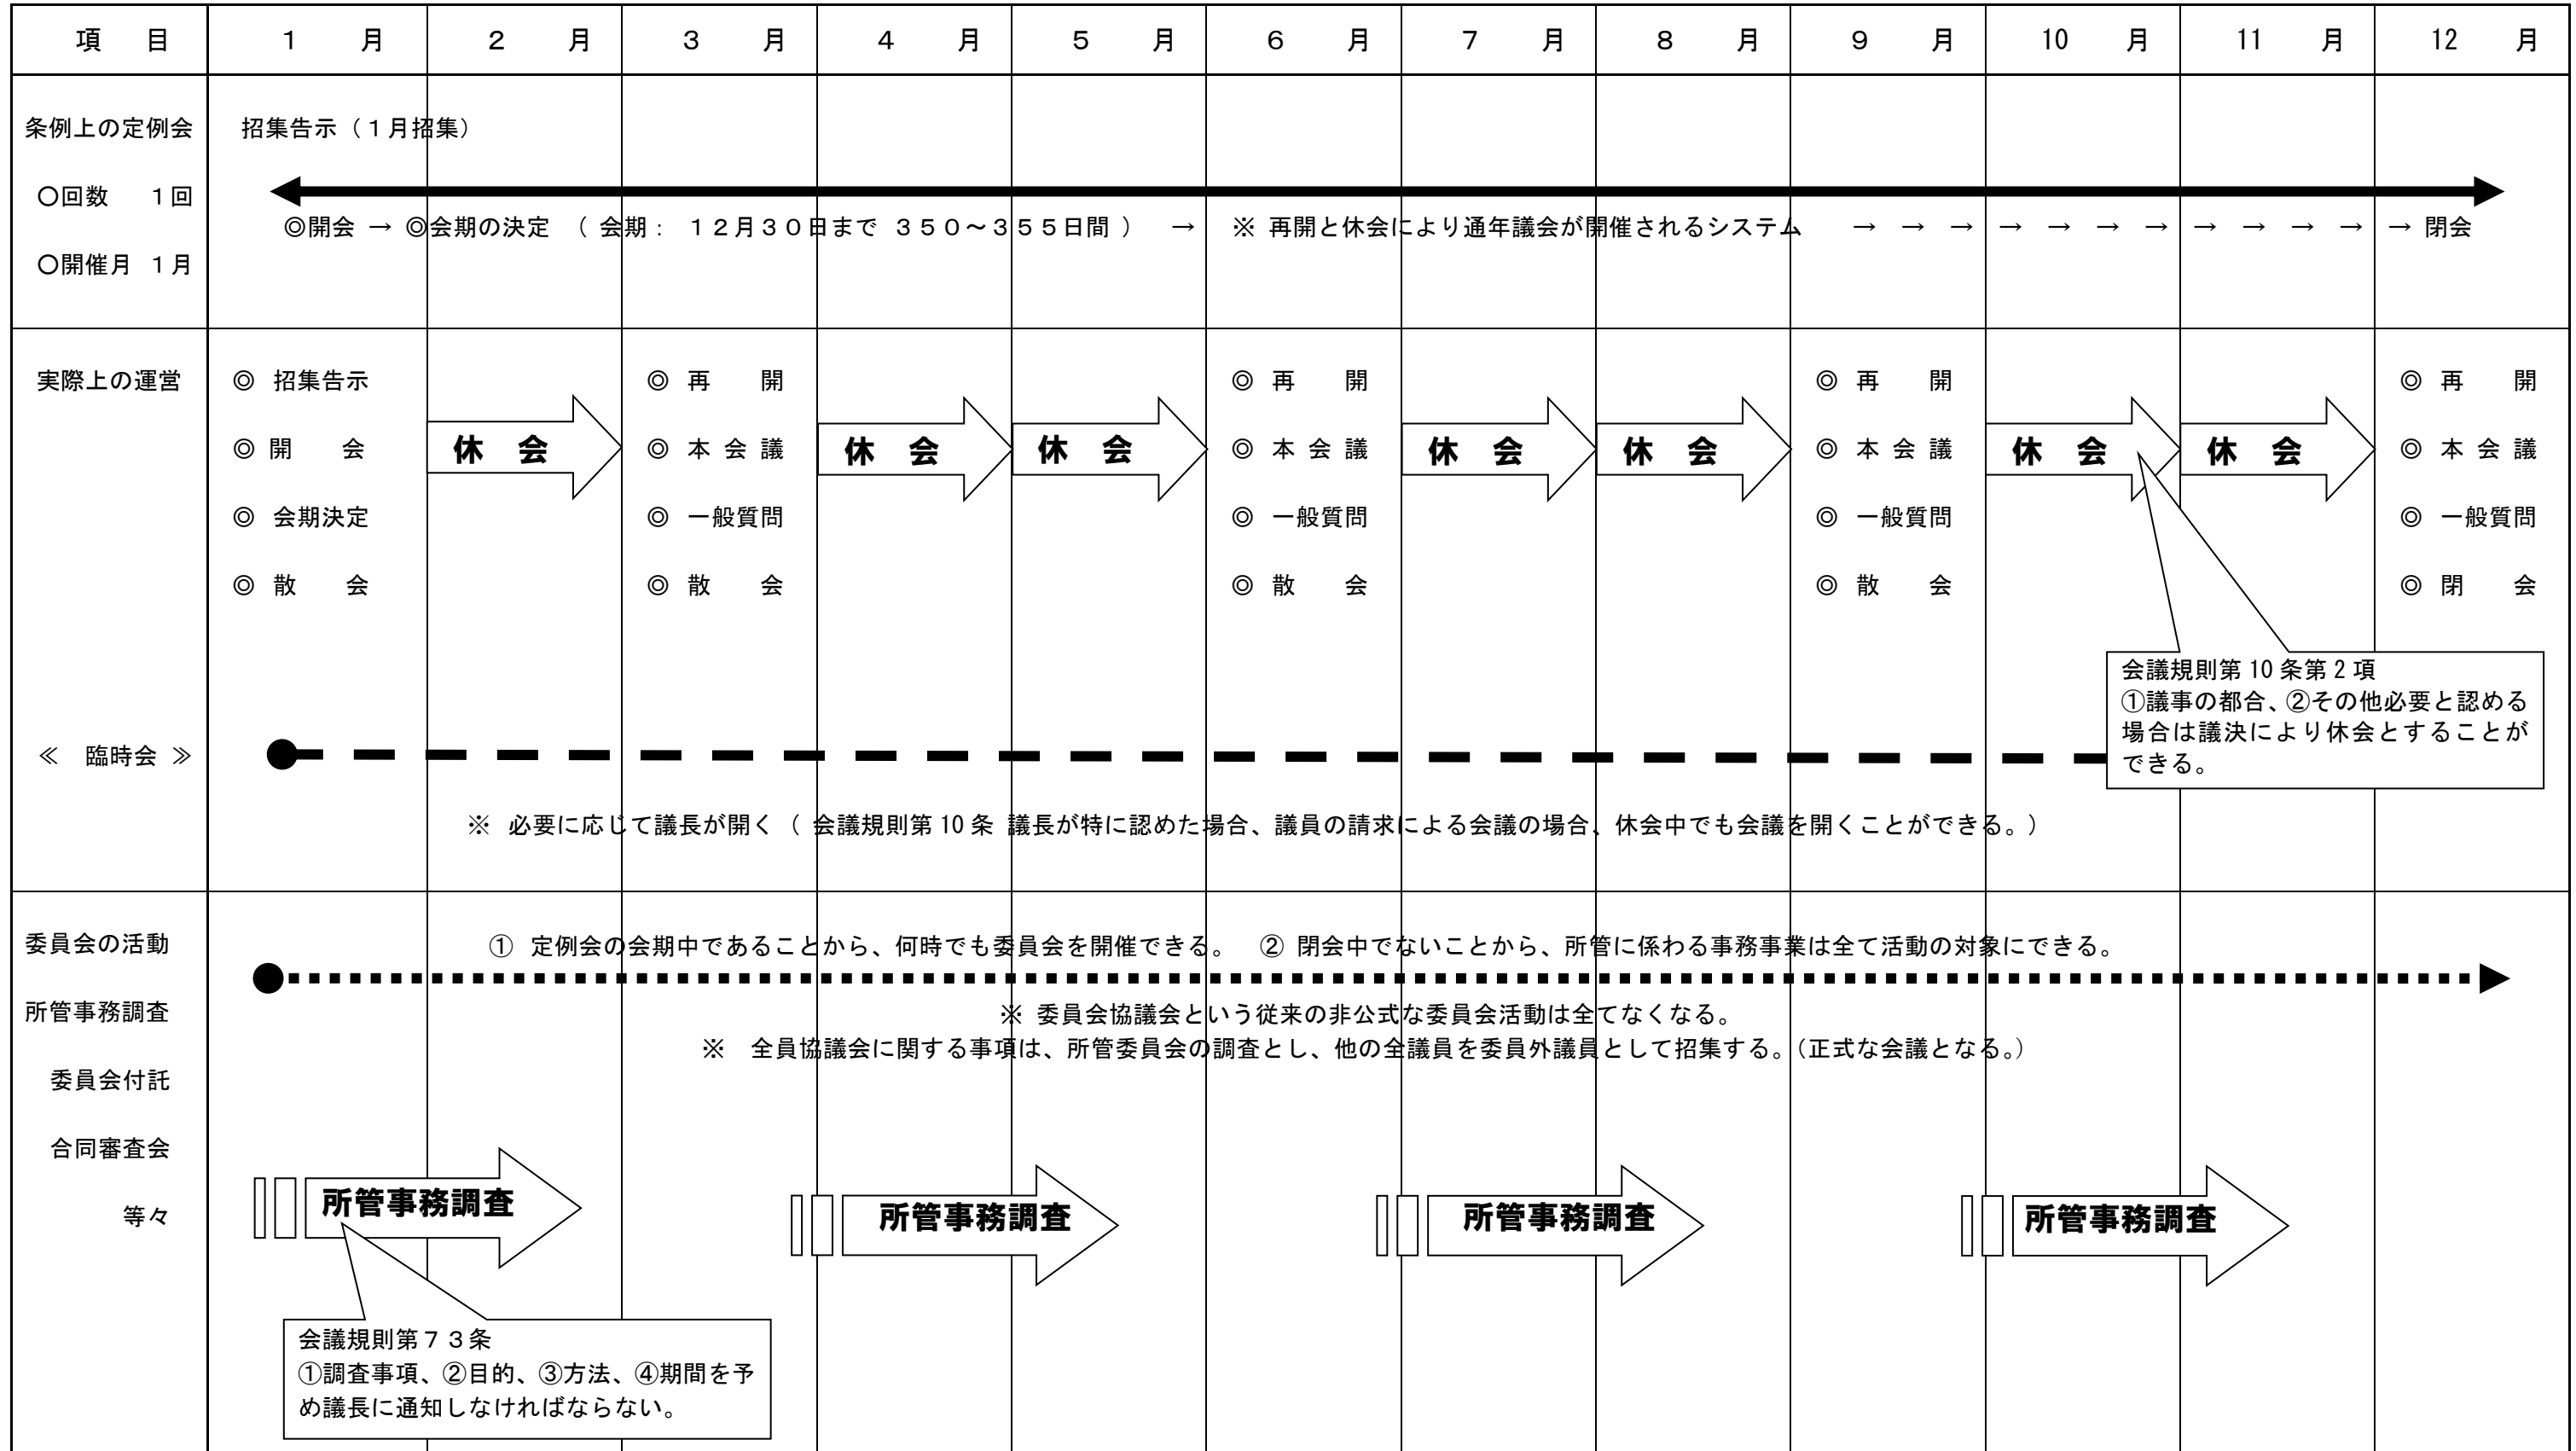 項　目　1　月　2　月　3　月　4　月　5　月　6　月　7　月　8　月　9　月　10　月　11　月　12　月
条例上の定例会　招集告示（１月招集）
〇回数　１回
◎開会 → ◎会期の決定 （ 会期： １２月３０日まで ３５０～３５５日間 ） → ※ 再開と休会により通年議会が開催されるシステム → → → → → → → → → → → → 閉会
〇開催月 １月
実際上の運営　◎ 招集告示　◎ 再　開　◎ 再　開　◎ 再　開　◎ 再　開
◎ 開　会　休　会　◎ 本 会 議　休　会　休　会　◎ 本 会 議　休　会　休　会　◎ 本 会 議　休　会　休　会　◎ 本 会 議
◎ 会期決定　◎ 一般質問　◎ 一般質問　◎ 一般質問　◎ 一般質問
◎ 散　会　◎ 散　会　◎ 散　会　◎ 散　会　◎ 閉　会
会議規則第 10 条第 2 項
①議事の都合、②その他必要と認める
場合は議決により休会とすることが
できる。
≪　臨時会 ≫
※ 必要に応じて議長が開く（ 会議規則第 10 条 議長が特に認めた場合、議員の請求による会議の場合、休会中でも会議を開くことができる。）
委員会の活動　① 定例会の会期中であることから、何時でも委員会を開催できる。　② 閉会中でないことから、所管に係わる事務事業は全て活動の対象にできる。
所管事務調査　※ 委員会協議会という従来の非公式な委員会活動は全てなくなる。
※　全員協議会に関する事項は、所管委員会の調査とし、他の全議員を委員外議員として招集する。（正式な会議となる。）
委員会付託
合同審査会
等々　所管事務調査　所管事務調査　所管事務調査　所管事務調査
会議規則第７３条
①調査事項、②目的、③方法、④期間を予
め議長に通知しなければならない。